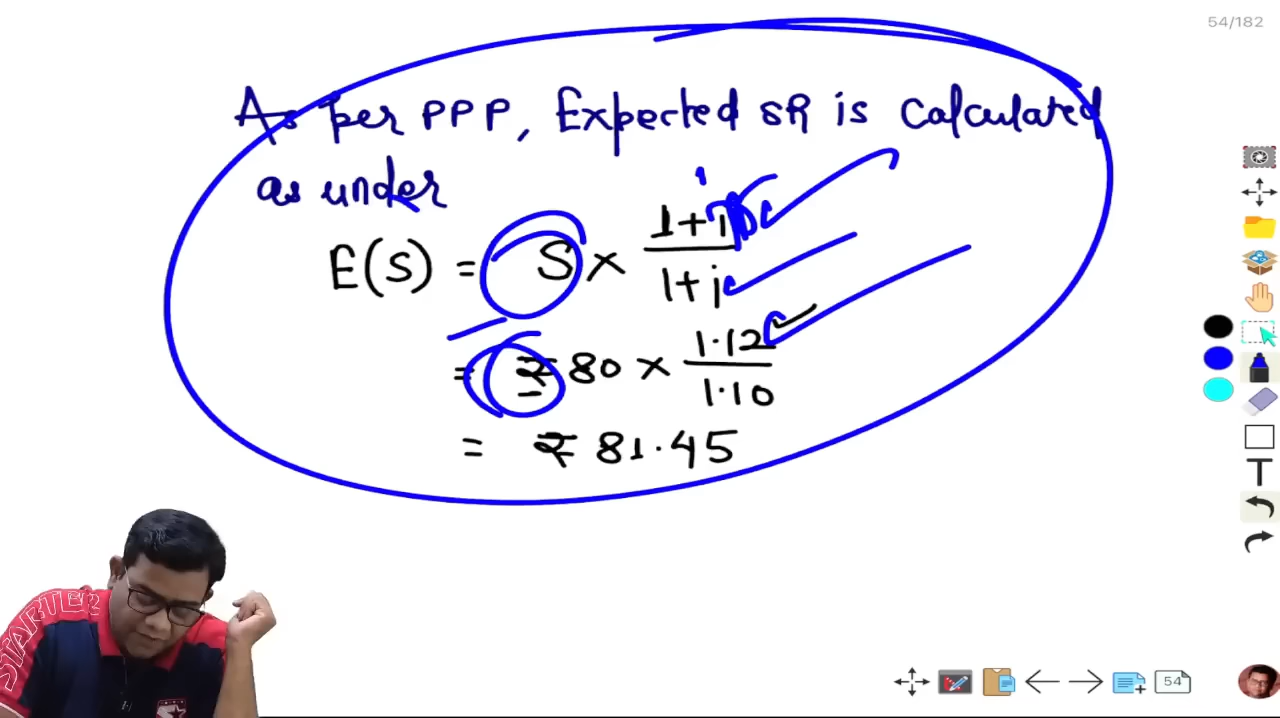 54/182
As per PPP, Expected SR is calculated
as under
E(S) = S × 1+i
1+i
= ₹80 × 1.12
1.10
= ₹81.45
STARTER
T
54